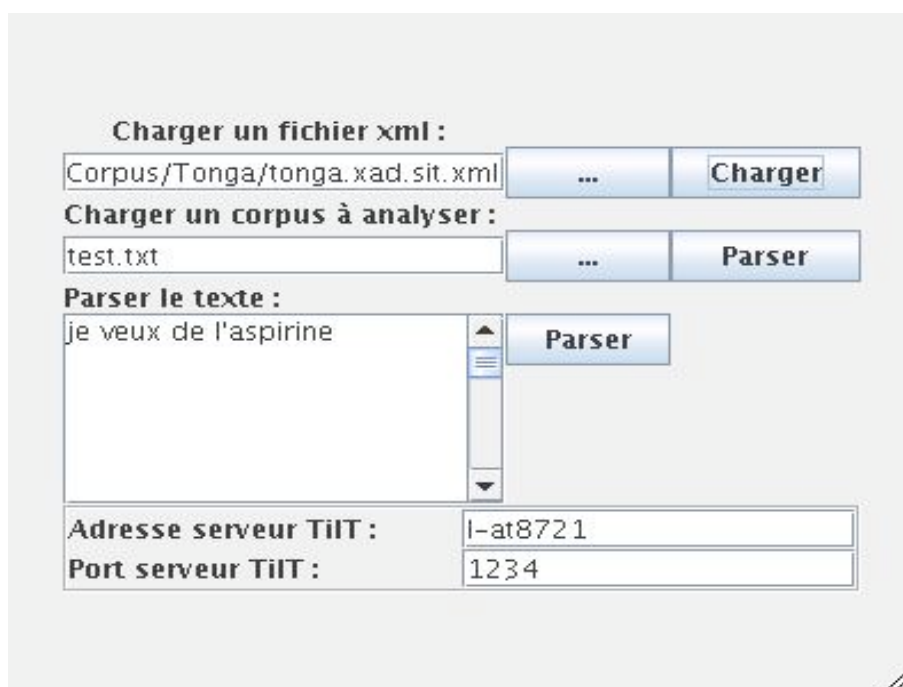 Charger un fichier xml :
Corpus/Tonga/tonga.xad.sit.xml ... Charger
Charger un corpus à analyser :
test.txt ... Parser
Parser le texte :
je veux de l'aspirine Parser
Adresse serveur TilT : l-at8721
Port serveur TilT : 1234